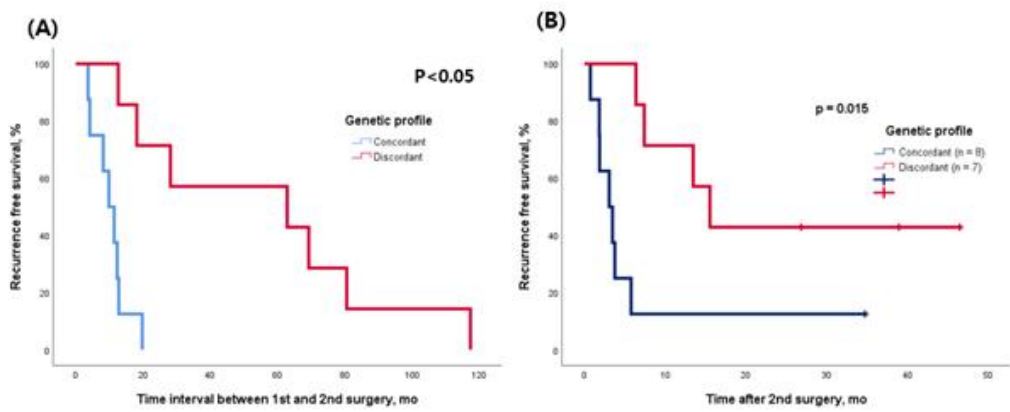 (A)
P<0.05
Genetic profile
Concordant
Discordant
Recurrence free survival, %
100
80
60
40
20
0
0 20 40 60 80 100 120
Time interval between 1st and 2nd surgery, mo
(B)
p = 0.015
Genetic profile
Concordant (n = 8)
Discordant (n = 7)
Recurrence free survival, %
100
80
60
40
20
0
0 10 20 30 40 50
Time after 2nd surgery, mo